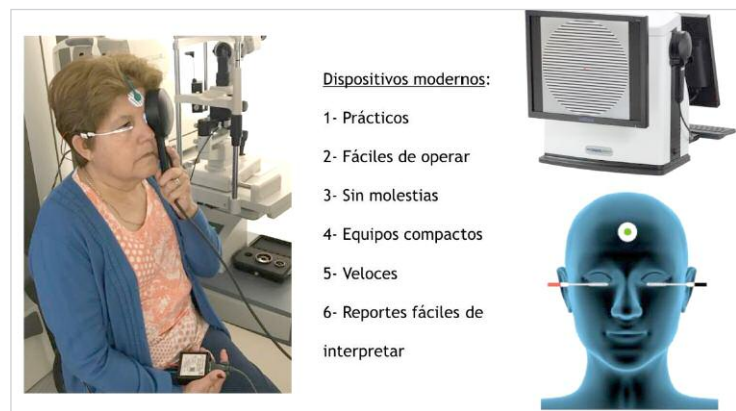 Dispositivos modernos:
1- Prácticos
2- Fáciles de operar
3- Sin molestias
4- Equipos compactos
5- Veloces
6- Reportes fáciles de
interpretar